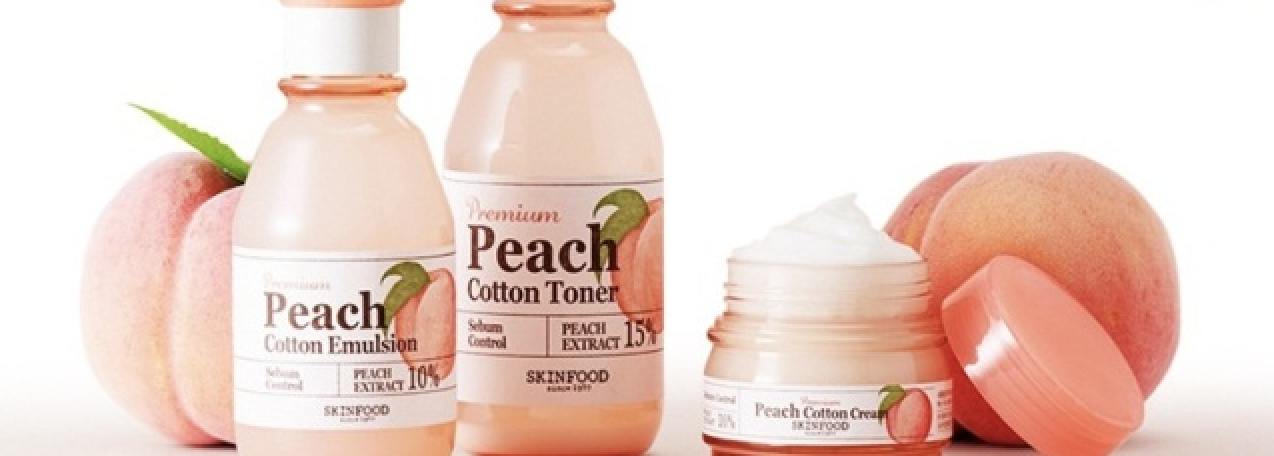 Premium
Peach
Cotton Emulsion
Sebum
Control
PEACH
EXTRACT 10%
SKINFOOD
Premium
Peach
Cotton Toner
Sebum
Control
PEACH
EXTRACT 15%
SKINFOOD
Premium
Peach Cotton Cream
SKINFOOD